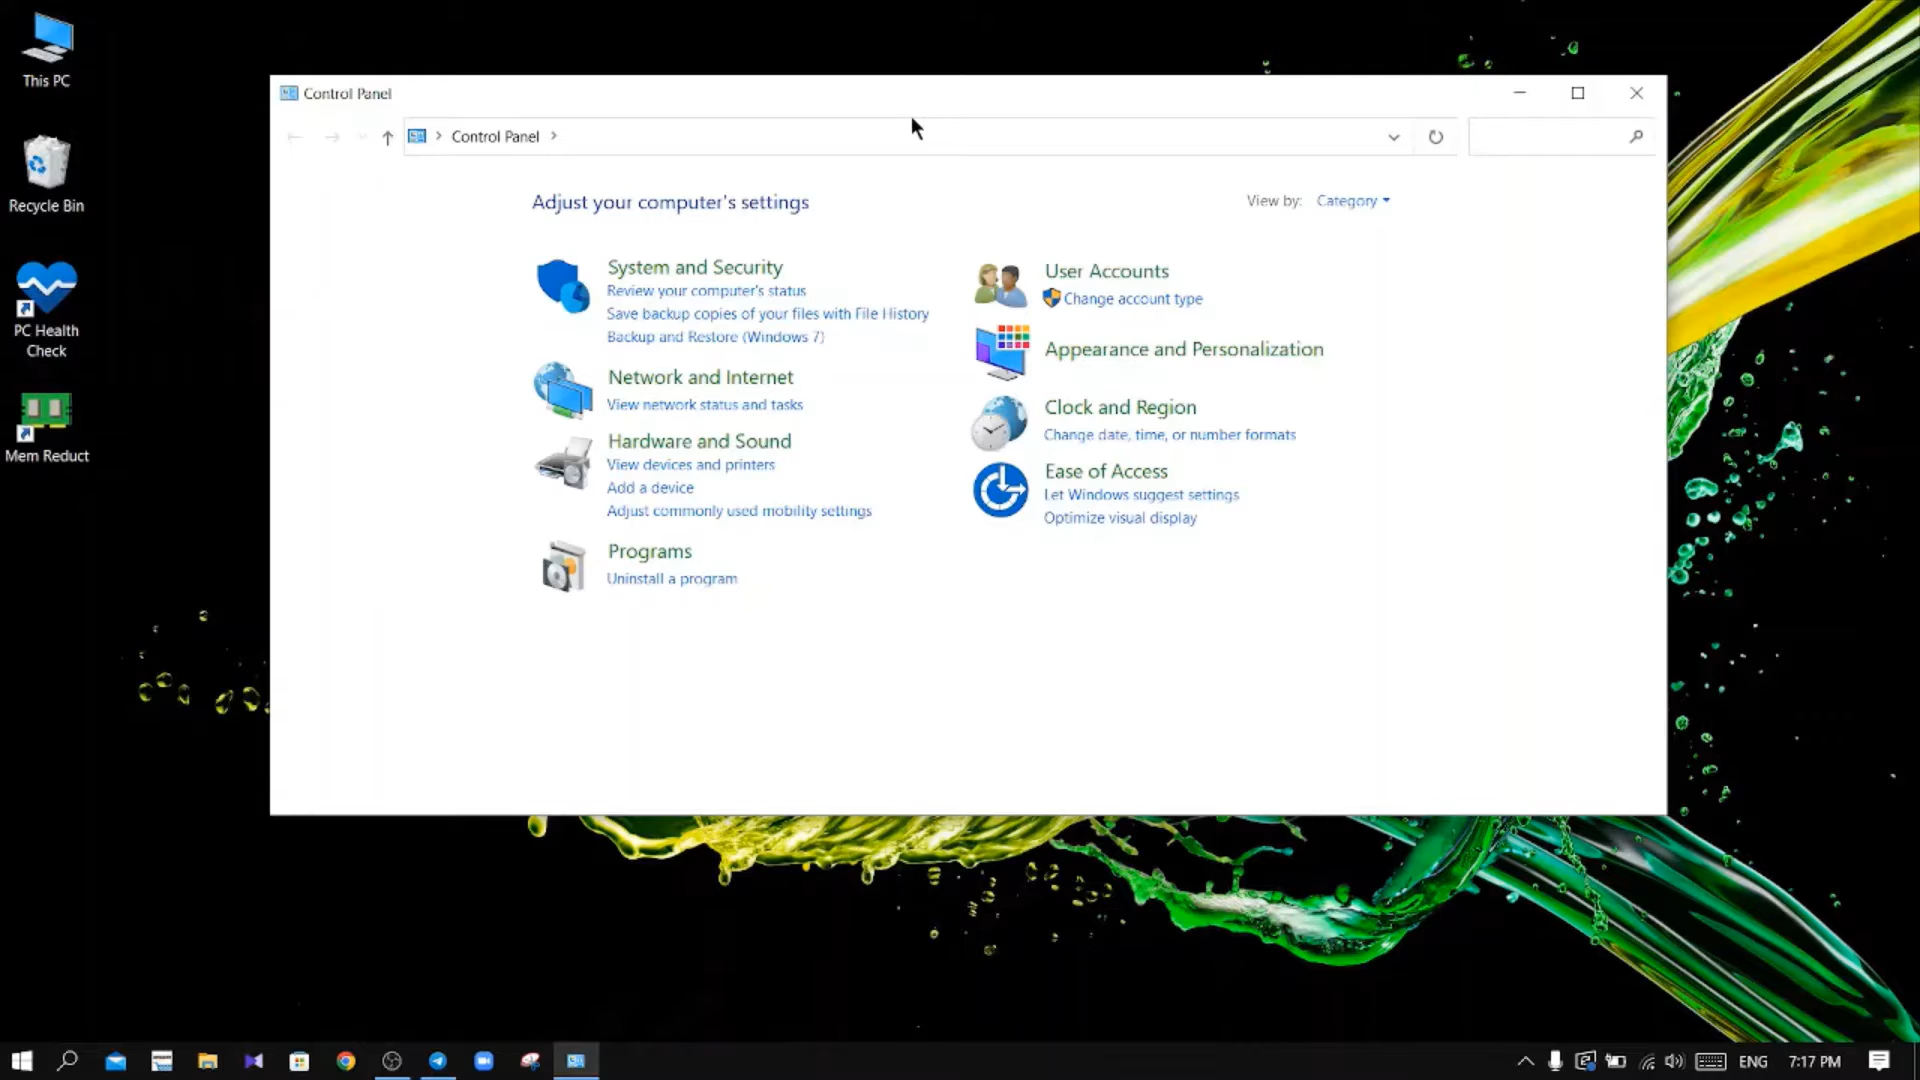 This PC
Recycle Bin
PC Health
Check
Mem Reduct
Control Panel
Control Panel
Adjust your computer's settings
View by: Category
System and Security
Review your computer's status
Save backup copies of your files with File History
Backup and Restore (Windows 7)
Network and Internet
View network status and tasks
Hardware and Sound
View devices and printers
Add a device
Adjust commonly used mobility settings
Programs
Uninstall a program
User Accounts
Change account type
Appearance and Personalization
Clock and Region
Change date, time, or number formats
Ease of Access
Let Windows suggest settings
Optimize visual display
ENG
7:17 PM